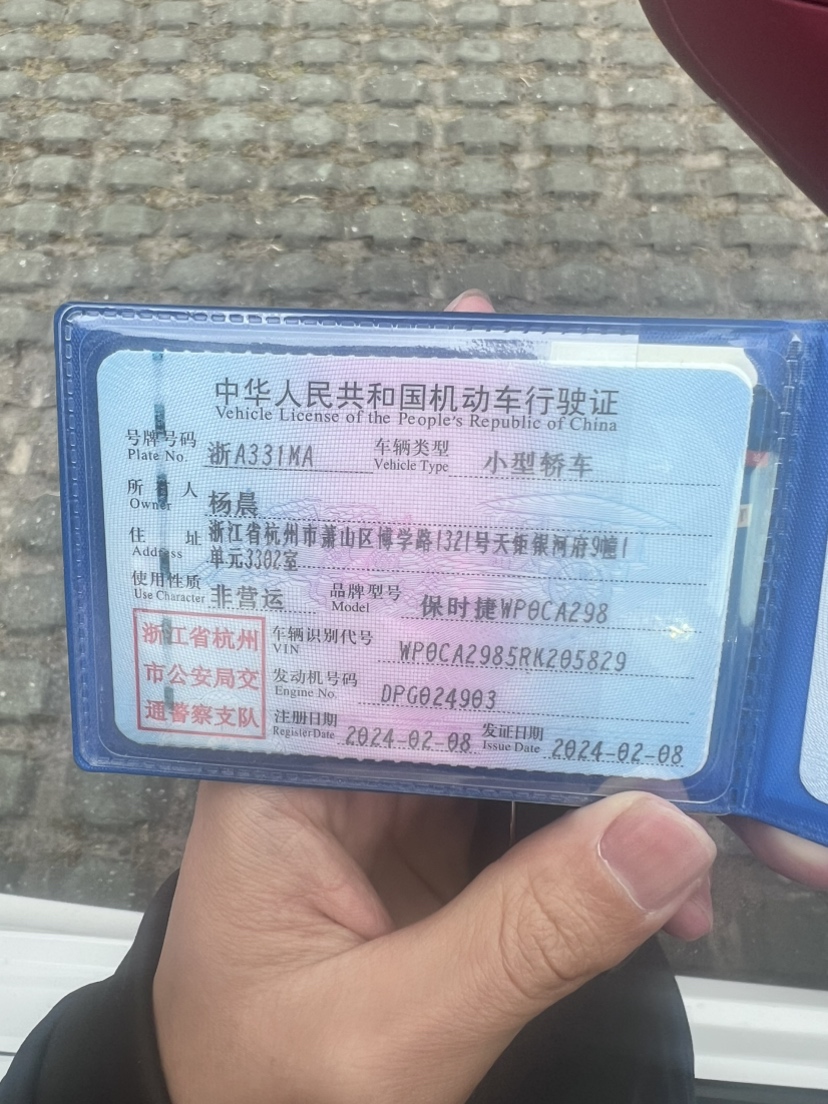 中华人民共和国机动车行驶证
Vehicle License of the People's Republic of China
号牌号码 浙A331MA 车辆类型 小型轿车
Plate No. Vehicle Type
所有人 杨晨
Owner
住址 浙江省杭州市萧山区博学路1321号天钜银河府9幢1
Address 单元3302室
使用性质 非营运 品牌型号 保时捷WP0CA298
Use Character Model
浙江省杭州
市公安局交
通警察支队
车辆识别代号 WP0CA2985RK205829
VIN
发动机号码 DPG024903
Engine No.
注册日期 2024-02-08 发证日期 2024-02-08
Register Date Issue Date